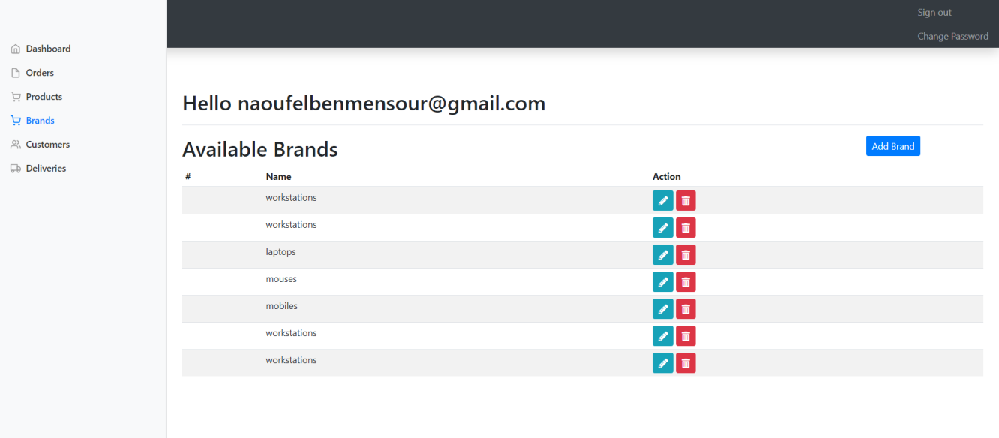 Sign out
Change Password
Dashboard
Orders
Products
Brands
Customers
Deliveries
Hello naoufelbenmensour@gmail.com
Available Brands
Add Brand
# Name Action
workstations
workstations
laptops
mouses
mobiles
workstations
workstations